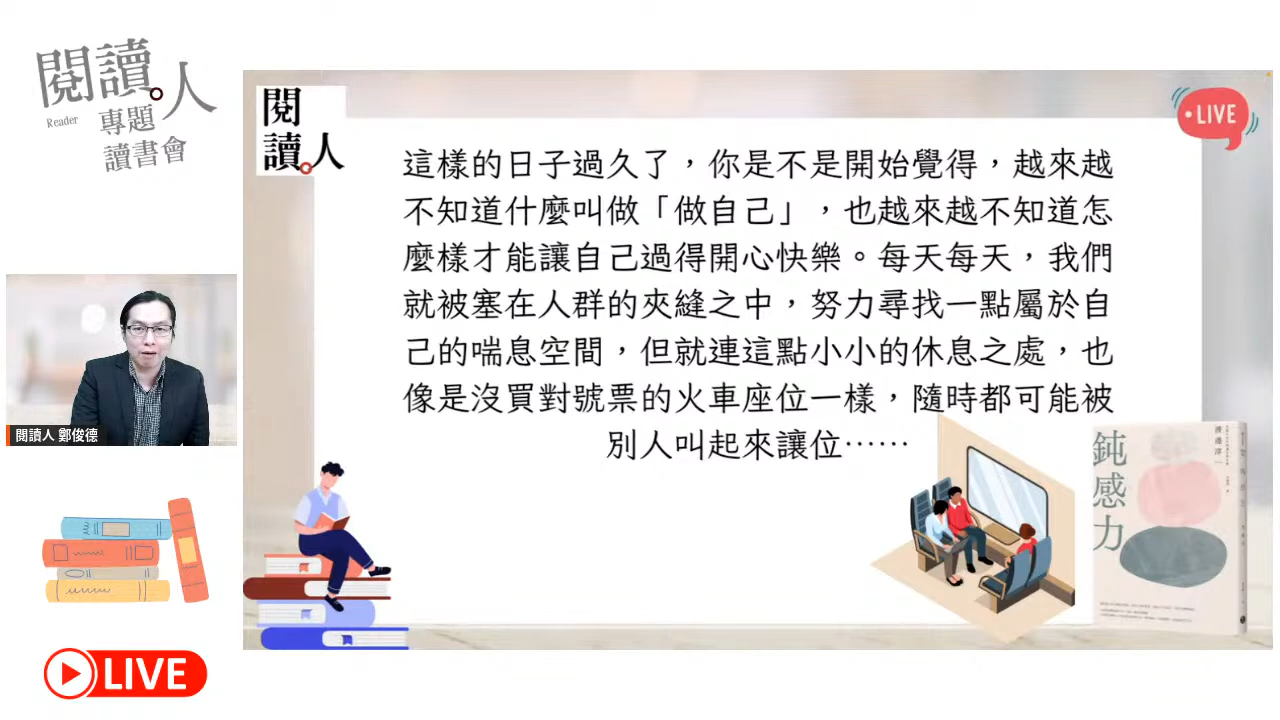 閱讀人
Reader
專題
讀書會
閱讀人 鄭俊德
LIVE
閱
讀人
LIVE
這樣的日子過久了，你是不是開始覺得，越來越
不知道什麼叫做「做自己」，也越來越不知道怎
麼樣才能讓自己過得開心快樂。每天每天，我們
就被塞在人群的夾縫之中，努力尋找一點屬於自
己的喘息空間，但就連這點小小的休息之處，也
像是沒買對號票的火車座位一樣，隨時都可能被
別人叫起來讓位……
鈍感力
渡邊淳一